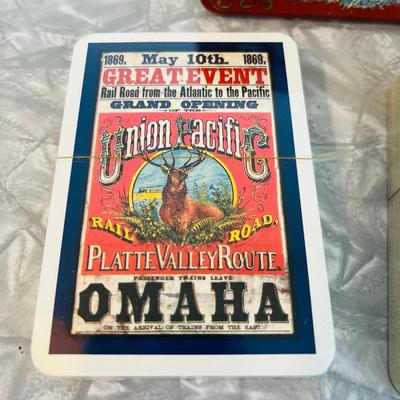 1869. May 10th. 1869.
GREAT EVENT
Rail Road from the Atlantic to the Pacific
GRAND OPENING
OF THE
Union Pacific
RAIL ROAD.
PLATTE VALLEY ROUTE.
PASSENGER TRAINS LEAVE
OMAHA
ON THE ARRIVAL OF TRAINS FROM THE EAST.